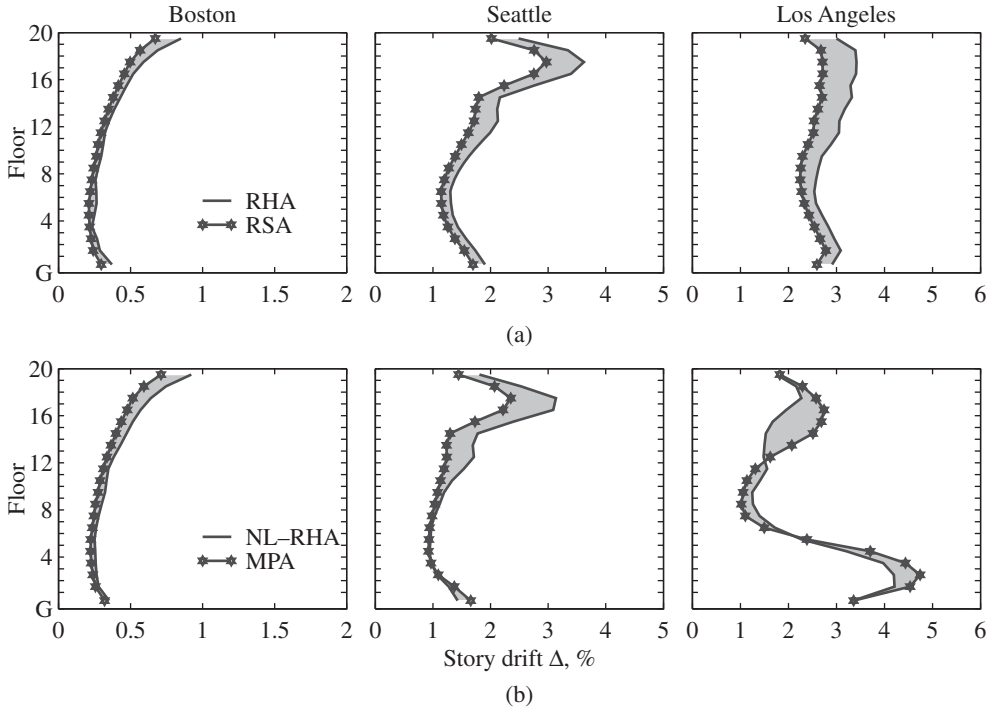 Boston
Seattle
Los Angeles
20
16
12
8
4
G
Floor
RHA
RSA
0 0.5 1 1.5 2
0 1 2 3 4 5
0 1 2 3 4 5 6
(a)
20
16
12
8
4
G
Floor
NL–RHA
MPA
0 0.5 1 1.5 2
0 1 2 3 4 5
0 1 2 3 4 5 6
Story drift Δ, %
(b)